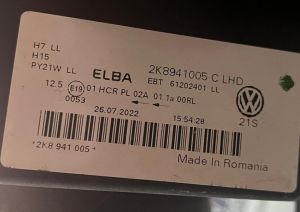 H7 LL
H15
PY21W LL
ELBA
2K8941005 C LHD
EBT 61202401 LL
12.5 E19 01 HCR PL 02A 01 1a 00RL
0053
26.07.2022 15:54:28
21S
*2K8 941 005*
Made in Romania